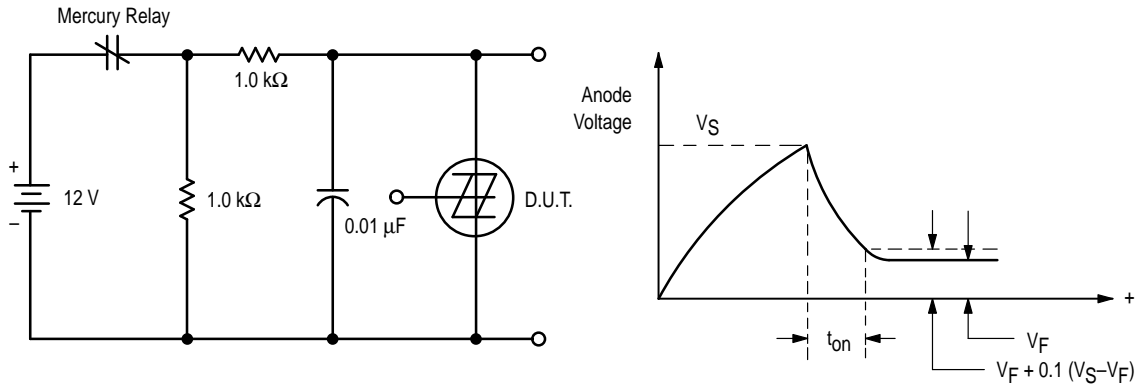 Mercury Relay
1.0 kΩ
+
12 V
–
1.0 kΩ
0.01 μF
D.U.T.
Anode
Voltage
VS
+
ton
VF
VF + 0.1 (VS–VF)